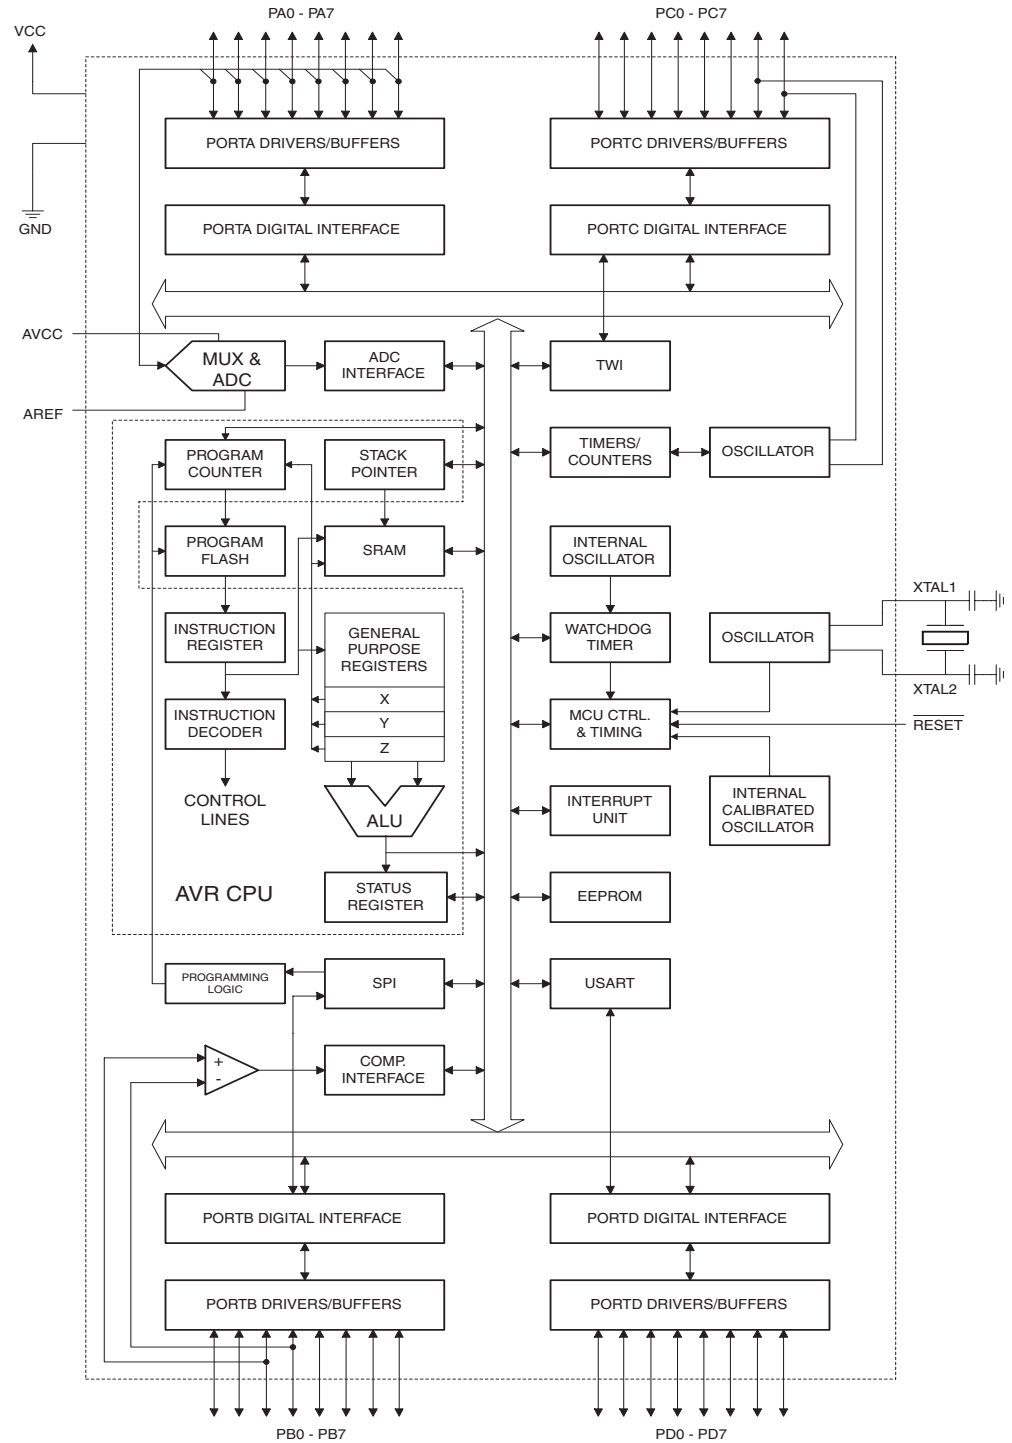 PA0 - PA7
PC0 - PC7
VCC
PORTA DRIVERS/BUFFERS
PORTC DRIVERS/BUFFERS
GND
PORTA DIGITAL INTERFACE
PORTC DIGITAL INTERFACE
AVCC
MUX &
ADC
ADC
INTERFACE
TWI
AREF
PROGRAM
COUNTER
STACK
POINTER
TIMERS/
COUNTERS
OSCILLATOR
PROGRAM
FLASH
SRAM
INTERNAL
OSCILLATOR
XTAL1
INSTRUCTION
REGISTER
GENERAL
PURPOSE
REGISTERS
WATCHDOG
TIMER
OSCILLATOR
XTAL2
X
Y
Z
INSTRUCTION
DECODER
MCU CTRL.
& TIMING
RESET
CONTROL
LINES
ALU
INTERRUPT
UNIT
INTERNAL
CALIBRATED
OSCILLATOR
AVR CPU
STATUS
REGISTER
EEPROM
PROGRAMMING
LOGIC
SPI
USART
+
-
COMP.
INTERFACE
PORTB DIGITAL INTERFACE
PORTD DIGITAL INTERFACE
PORTB DRIVERS/BUFFERS
PORTD DRIVERS/BUFFERS
PB0 - PB7
PD0 - PD7